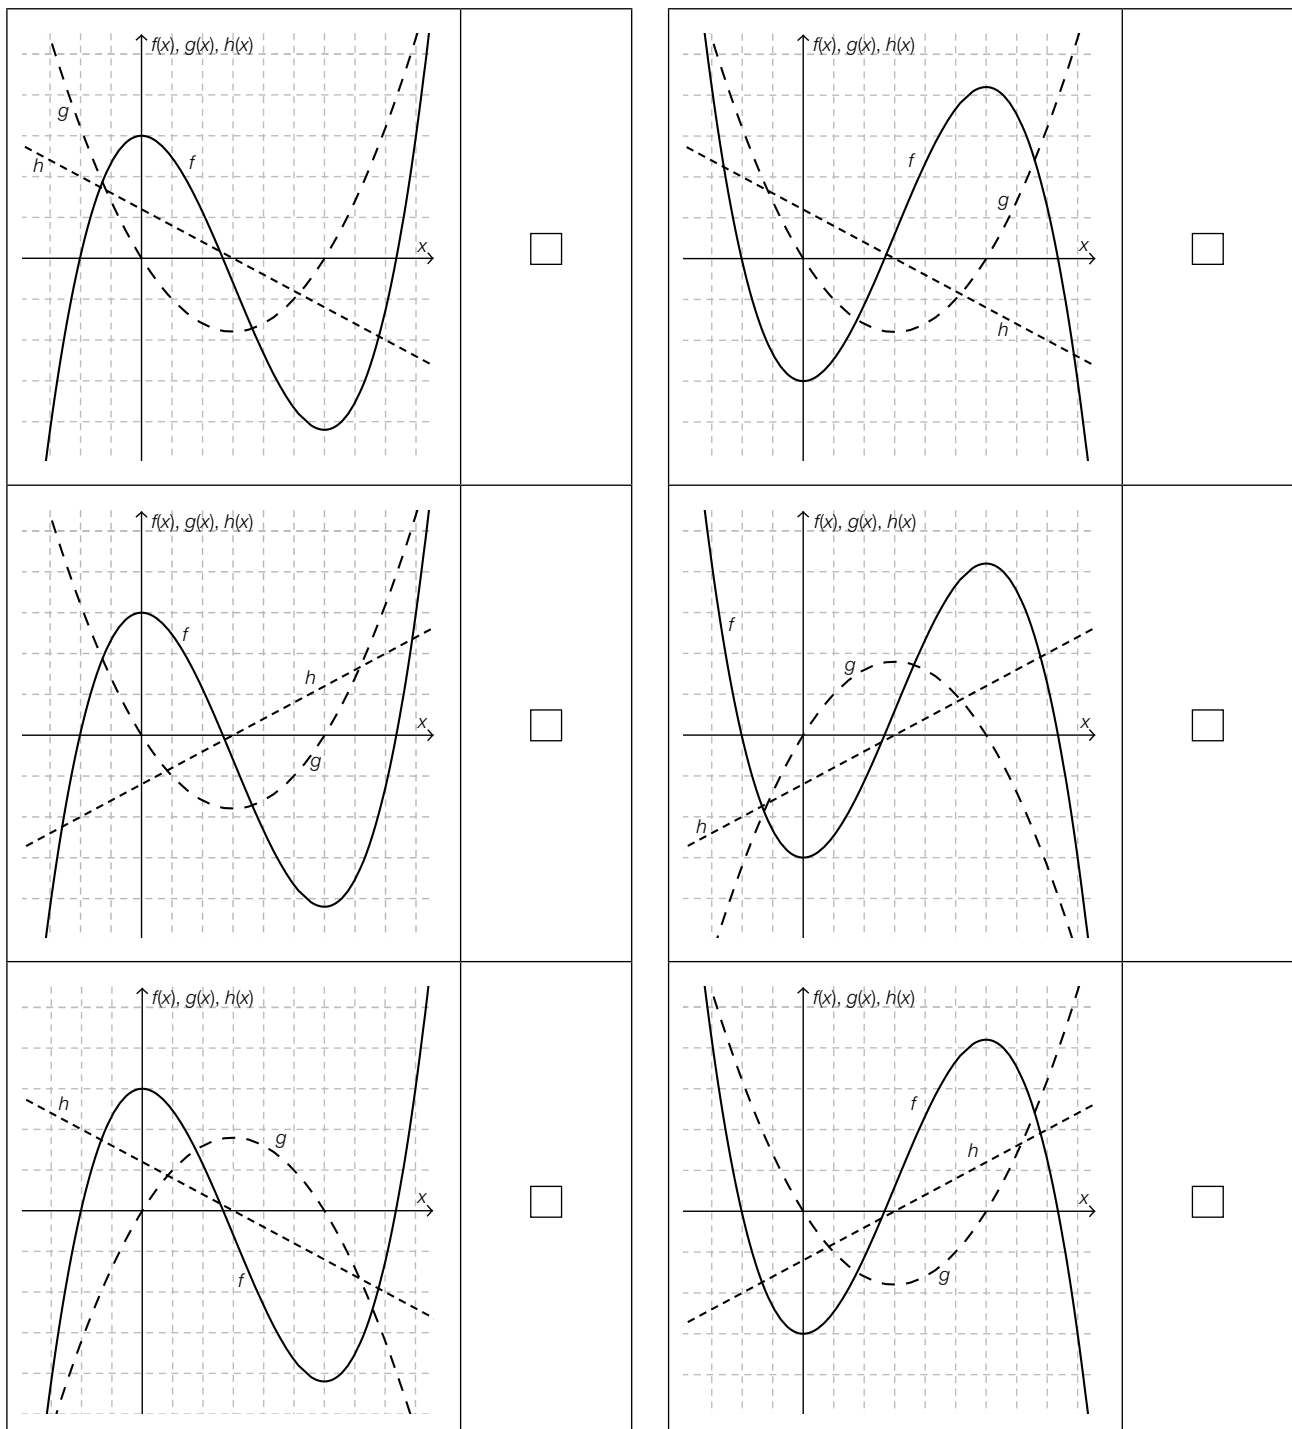 f(x), g(x), h(x)
g
h
f
x
f(x), g(x), h(x)
f
g
x
h
f(x), g(x), h(x)
f
h
x
g
f(x), g(x), h(x)
f
g
x
h
f(x), g(x), h(x)
h
g
x
f
f(x), g(x), h(x)
f
h
x
g